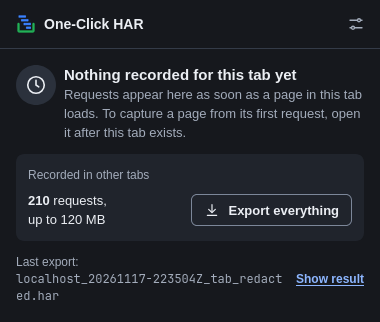 One-Click HAR
Nothing recorded for this tab yet
Requests appear here as soon as a page in this tab
loads. To capture a page from its first request, open
it after this tab exists.
Recorded in other tabs
210 requests,
up to 120 MB
Export everything
Last export:
localhost_20261117-223504Z_tab_redact
ed.har
Show result